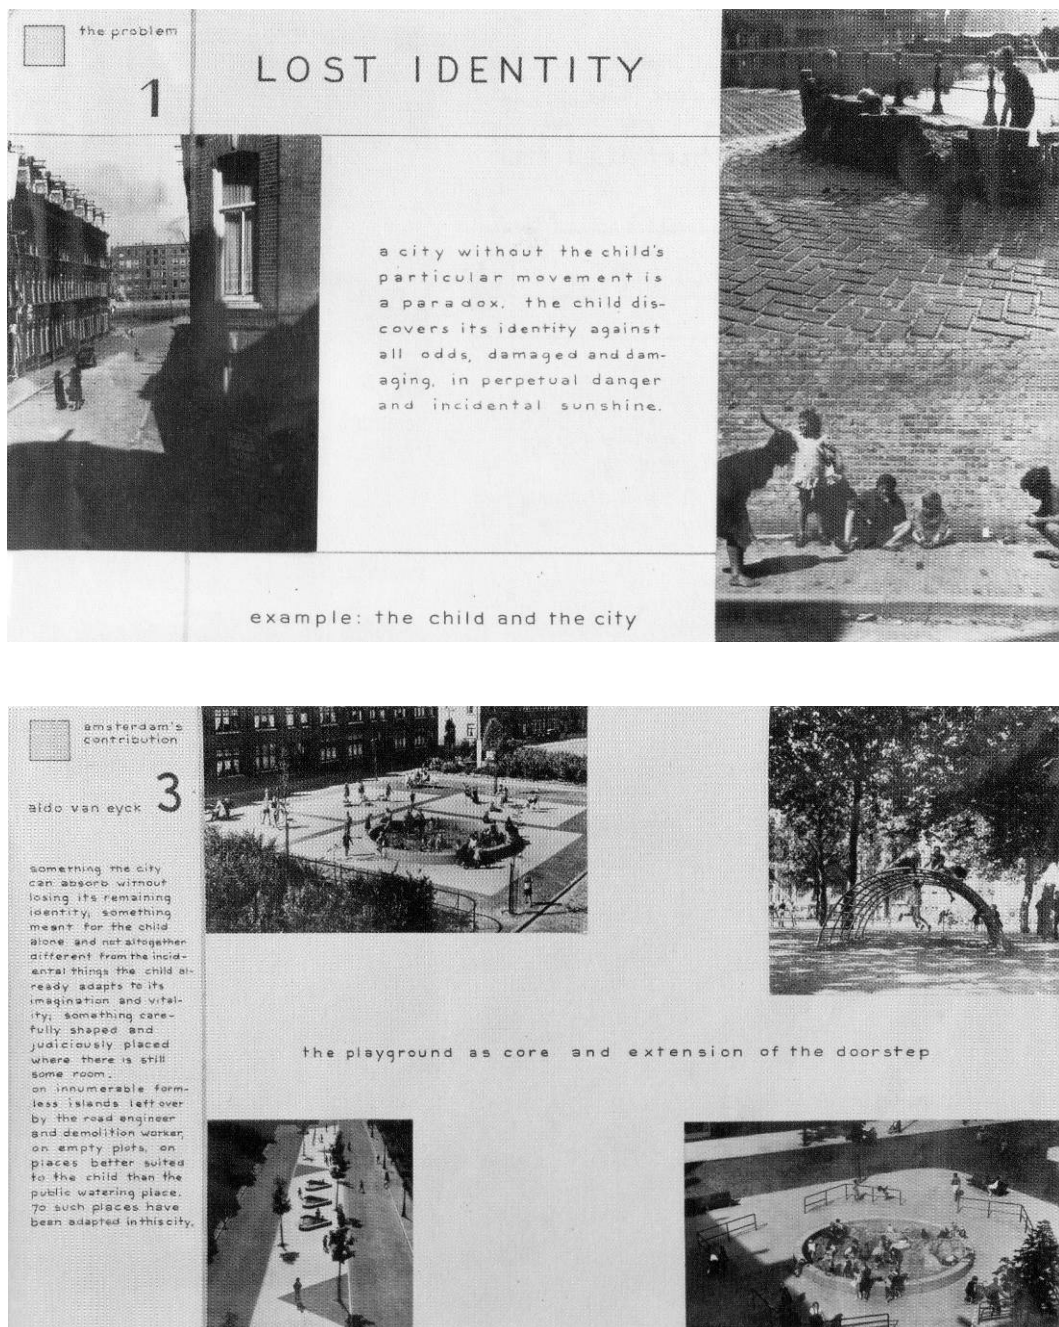 the problem
1
LOST IDENTITY
a city without the child's
particular movement is
a paradox. the child dis-
covers its identity against
all odds, damaged and dam-
aging, in perpetual danger
and incidental sunshine.
example: the child and the city
amsterdam's
contribution
aldo van eyck 3
something the city
can absorb without
losing its remaining
identity; something
meant for the child
alone and not altogether
different from the incid-
ental things the child al-
ready adapts to its
imagination and vital-
ity; something care-
fully shaped and
judiciously placed
where there is still
some room.
on innumerable form-
less islands left over
by the road engineer
and demolition worker,
on empty plots, on
places better suited
to the child than the
public watering place.
70 such places have
been adapted in this city.
the playground as core and extension of the doorstep